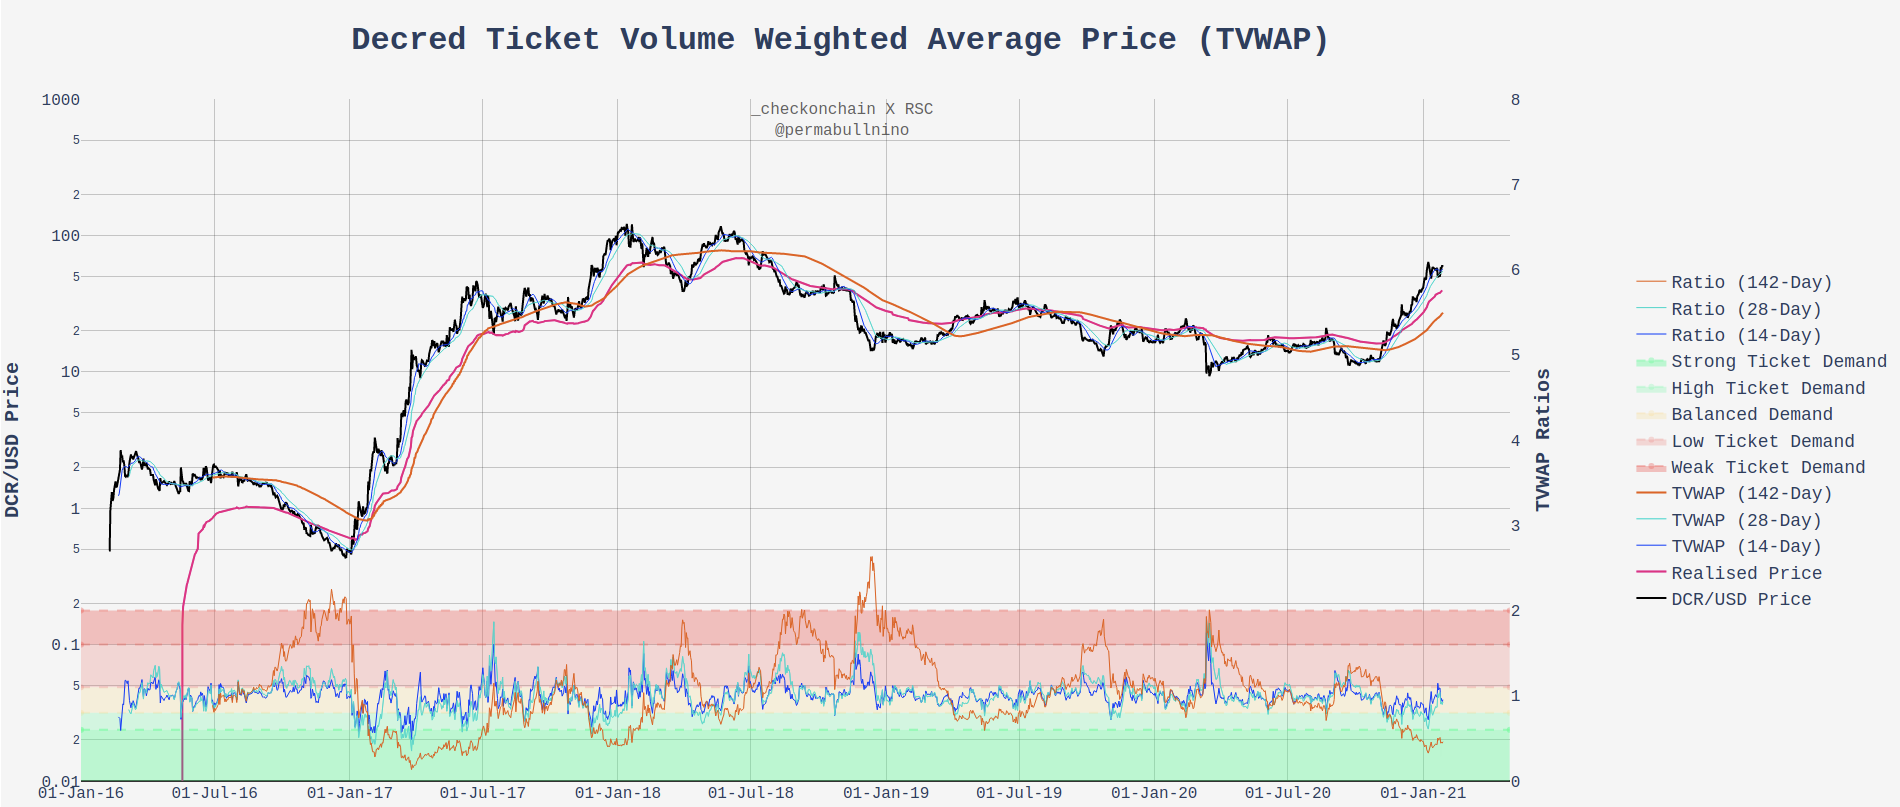 Decred Ticket Volume Weighted Average Price (TVWAP)
_checkonchain X RSC
@permabullnino
DCR/USD Price
1000
5
2
100
5
2
10
5
2
1
5
2
0.1
5
2
0.01
01-Jan-16
01-Jul-16
01-Jan-17
01-Jul-17
01-Jan-18
01-Jul-18
01-Jan-19
01-Jul-19
01-Jan-20
01-Jul-20
01-Jan-21
8
7
6
5
4
3
2
1
0
TVWAP Ratios
Ratio (142-Day)
Ratio (28-Day)
Ratio (14-Day)
Strong Ticket Demand
High Ticket Demand
Balanced Demand
Low Ticket Demand
Weak Ticket Demand
TVWAP (142-Day)
TVWAP (28-Day)
TVWAP (14-Day)
Realised Price
DCR/USD Price